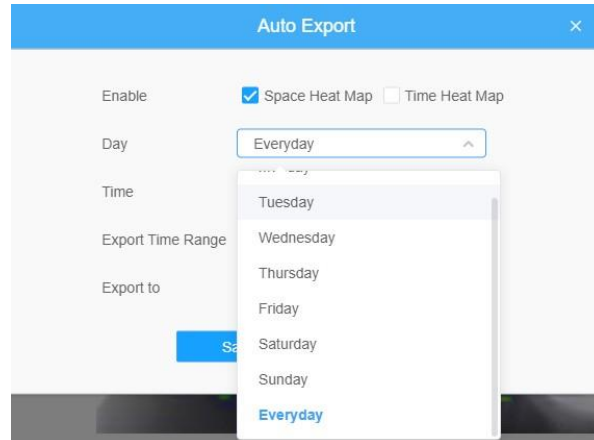 Auto Export
Enable
Space Heat Map
Time Heat Map
Day
Everyday
Time
Tuesday
Export Time Range
Wednesday
Thursday
Export to
Friday
Saturday
Sunday
Everyday